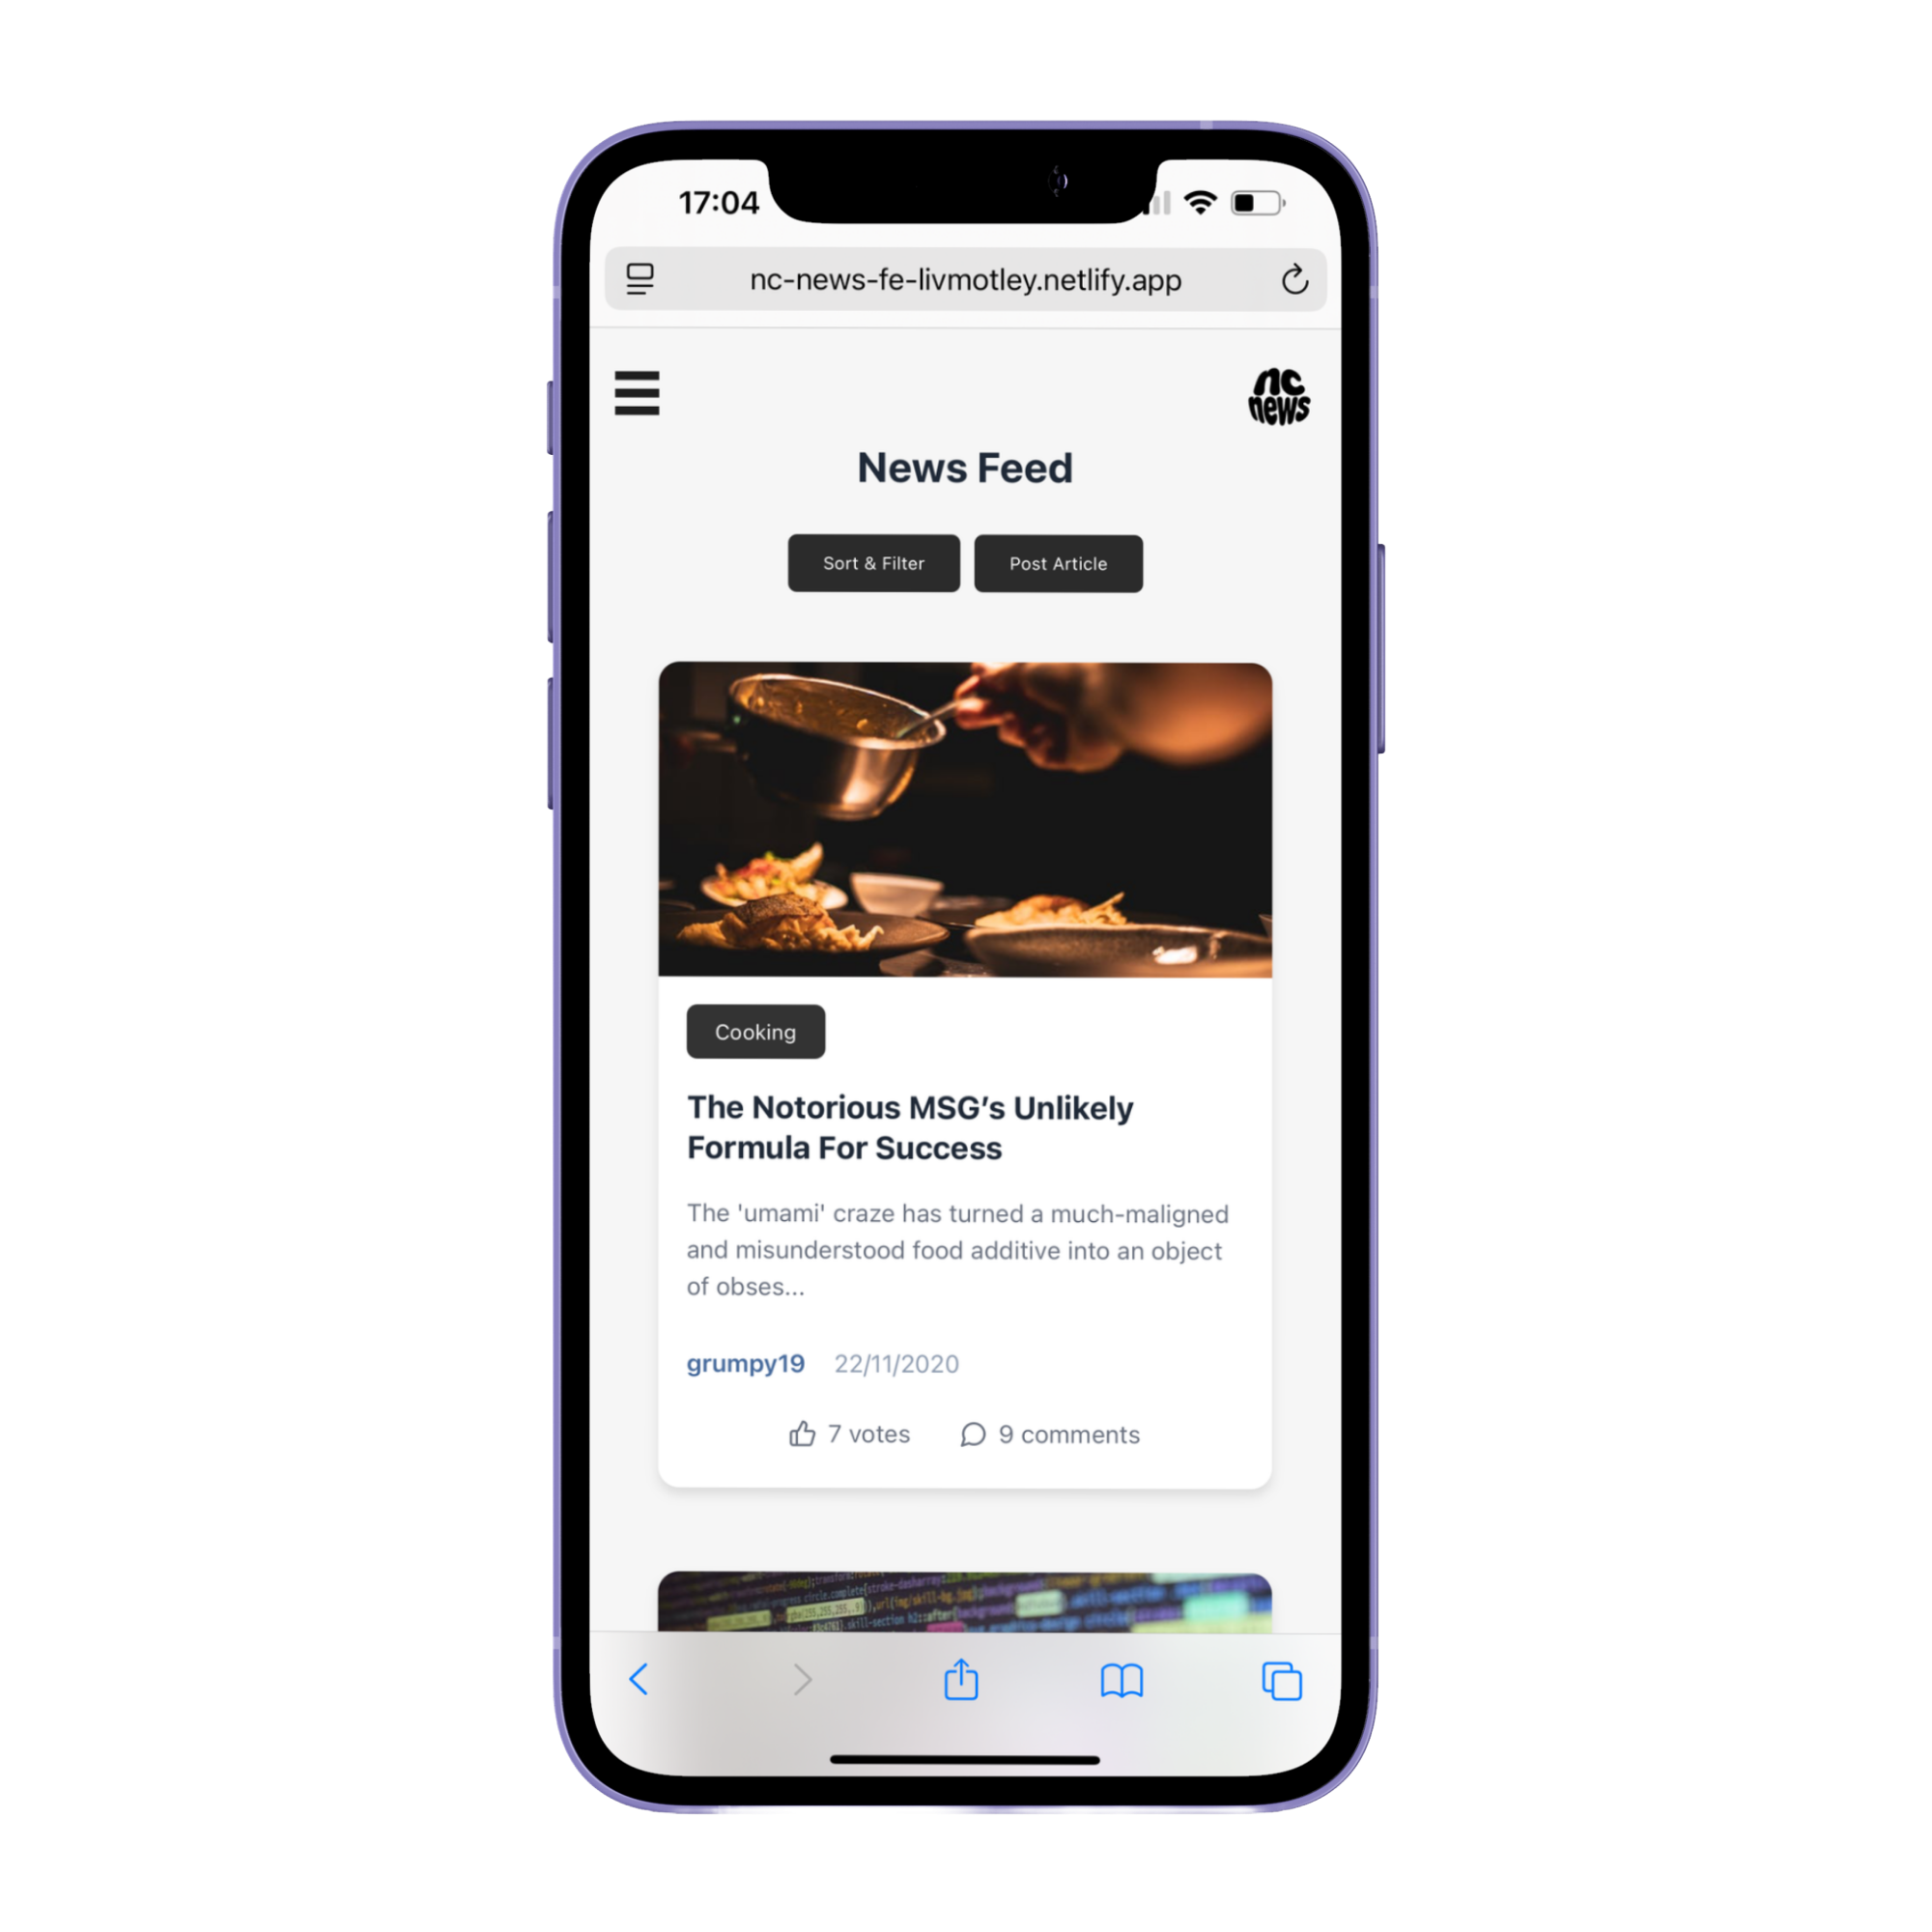 17:04
nc-news-fe-livmotley.netlify.app
nc
news
News Feed
Sort & Filter
Post Article
Cooking
The Notorious MSG’s Unlikely
Formula For Success
The 'umami' craze has turned a much-maligned
and misunderstood food additive into an object
of obses...
grumpy19 22/11/2020
7 votes 9 comments